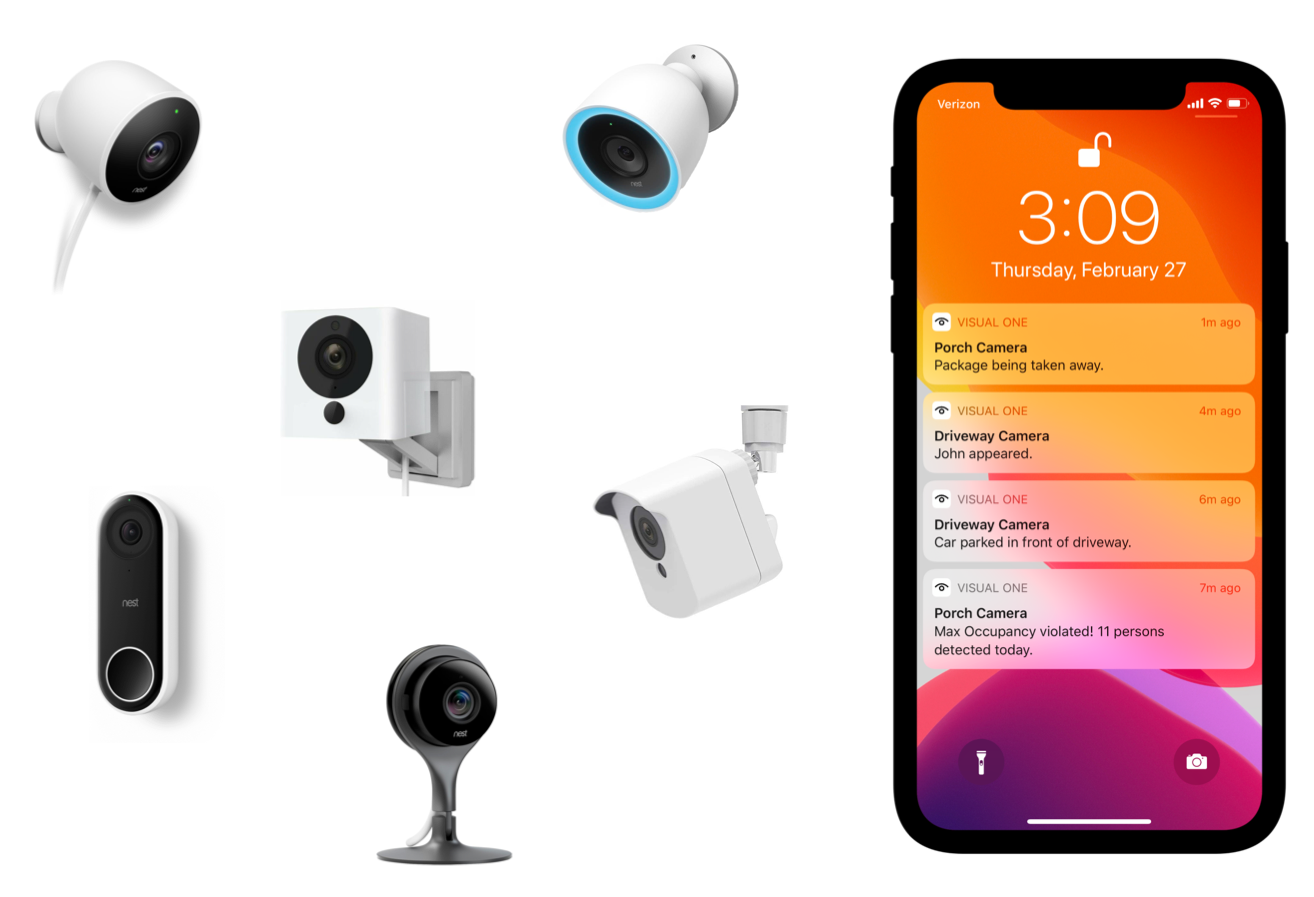 nest
nest
nest
nest
Verizon
3:09
Thursday, February 27
VISUAL ONE 1m ago
Porch Camera
Package being taken away.
VISUAL ONE 4m ago
Driveway Camera
John appeared.
VISUAL ONE 6m ago
Driveway Camera
Car parked in front of driveway.
VISUAL ONE 7m ago
Porch Camera
Max Occupancy violated! 11 persons
detected today.